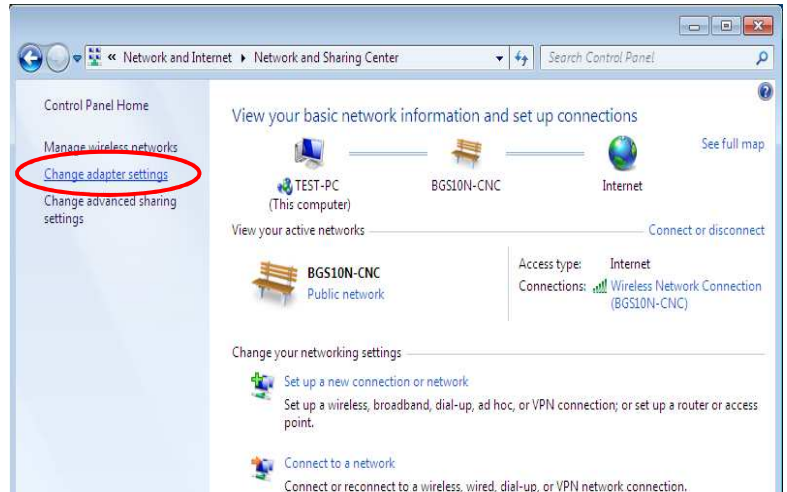 « Network and Internet ▸ Network and Sharing Center
Search Control Panel
Control Panel Home
Manage wireless networks
Change adapter settings
Change advanced sharing
settings
View your basic network information and set up connections
See full map
TEST-PC
(This computer)
BGS10N-CNC
Internet
View your active networks
Connect or disconnect
BGS10N-CNC
Public network
Access type: Internet
Connections: Wireless Network Connection
(BGS10N-CNC)
Change your networking settings
Set up a new connection or network
Set up a wireless, broadband, dial-up, ad hoc, or VPN connection; or set up a router or access
point.
Connect to a network
Connect or reconnect to a wireless, wired, dial-up, or VPN network connection.